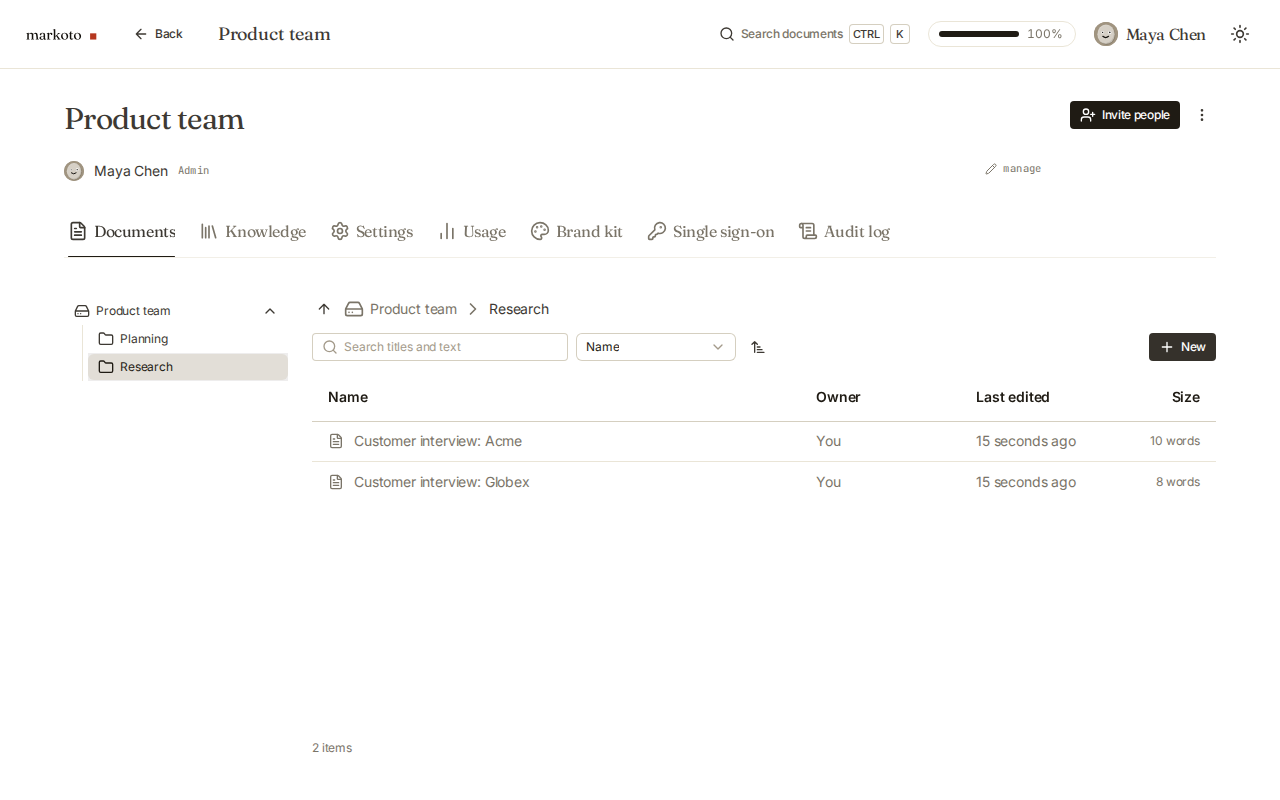 markoto
Back
Product team
Search documents CTRL K
100%
Maya Chen
Product team
Invite people
Maya Chen Admin
manage
Documents Knowledge Settings Usage Brand kit Single sign-on Audit log
Product team
Planning
Research
Product team > Research
Search titles and text
Name
New
Name Owner Last edited Size
Customer interview: Acme You 15 seconds ago 10 words
Customer interview: Globex You 15 seconds ago 8 words
2 items